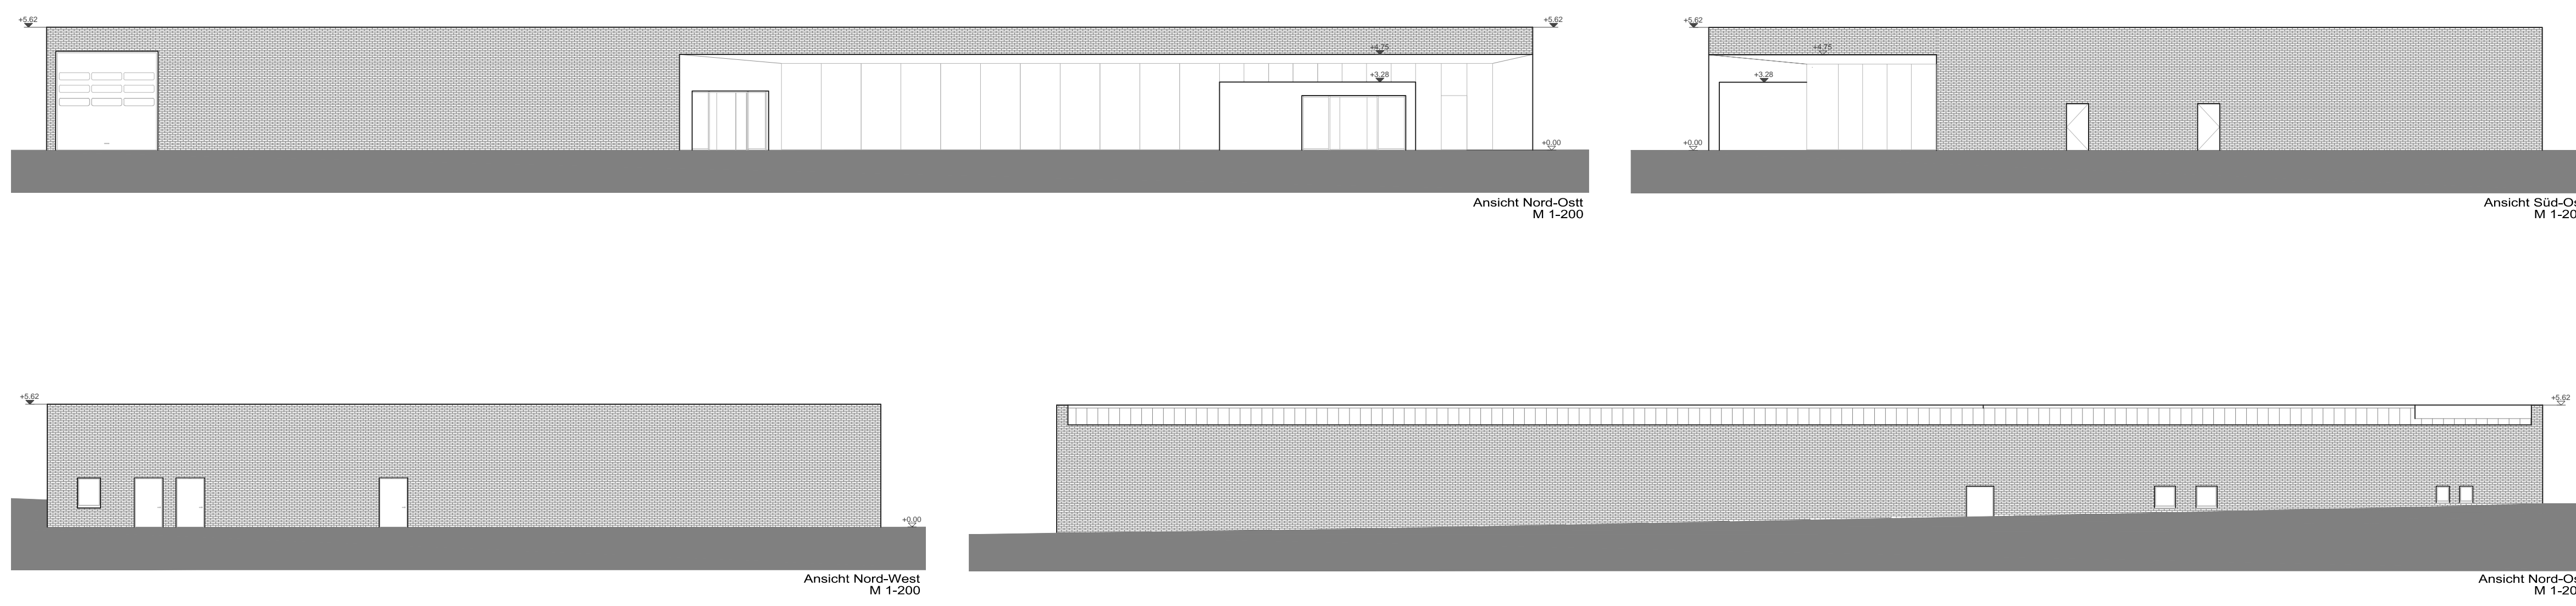 +5.62
+5.62
+4.75
+3.28
+0.00
Ansicht Nord-Ostt
M 1-200
+5.62
+4.75
+3.28
+0.00
Ansicht Süd-Os
M 1-20
+5.62
+0.00
Ansicht Nord-West
M 1-200
+5.62
Ansicht Nord-Os
M 1-20